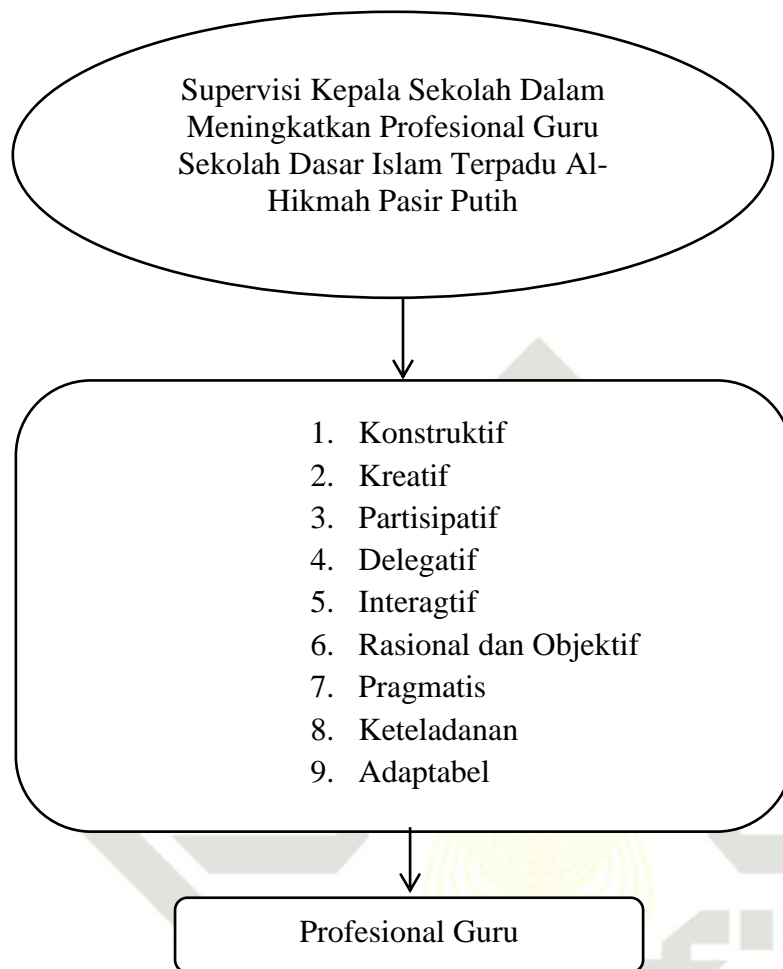 Supervisi Kepala Sekolah Dalam
Meningkatkan Profesional Guru
Sekolah Dasar Islam Terpadu Al-
Hikmah Pasir Putih
1. Konstruktif
2. Kreatif
3. Partisipatif
4. Delegatif
5. Interagtif
6. Rasional dan Objektif
7. Pragmatis
8. Keteladanan
9. Adaptabel
Profesional Guru